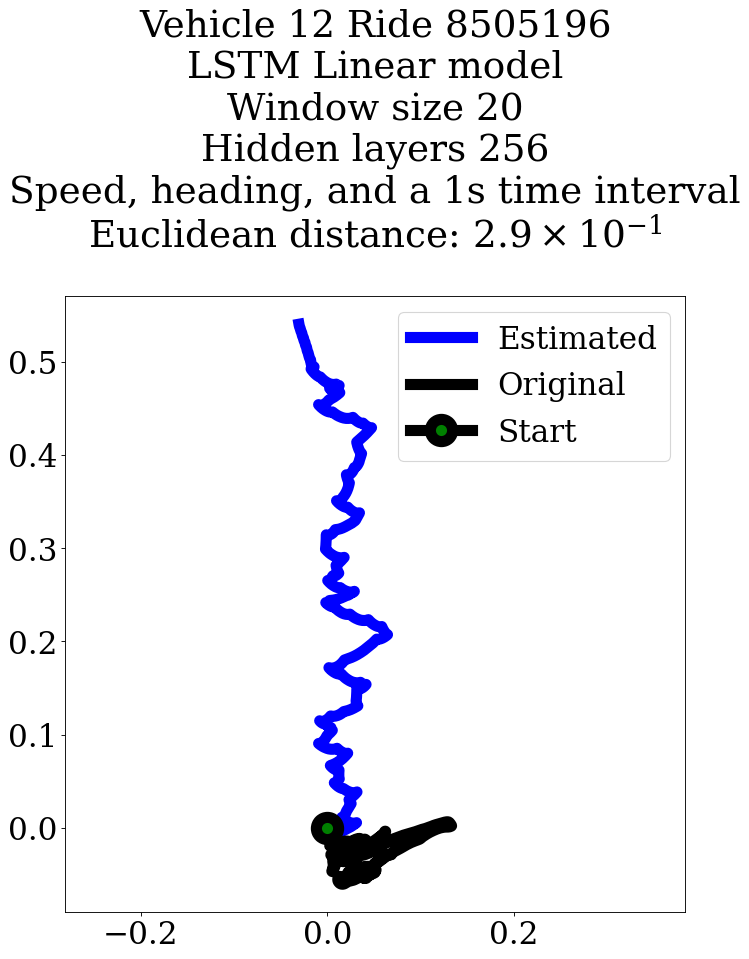 Vehicle 12 Ride 8505196
LSTM Linear model
Window size 20
Hidden layers 256
Speed, heading, and a 1s time interval
Euclidean distance: 2.9 × 10⁻¹
Estimated
Original
Start
0.5
0.4
0.3
0.2
0.1
0.0
−0.2 0.0 0.2